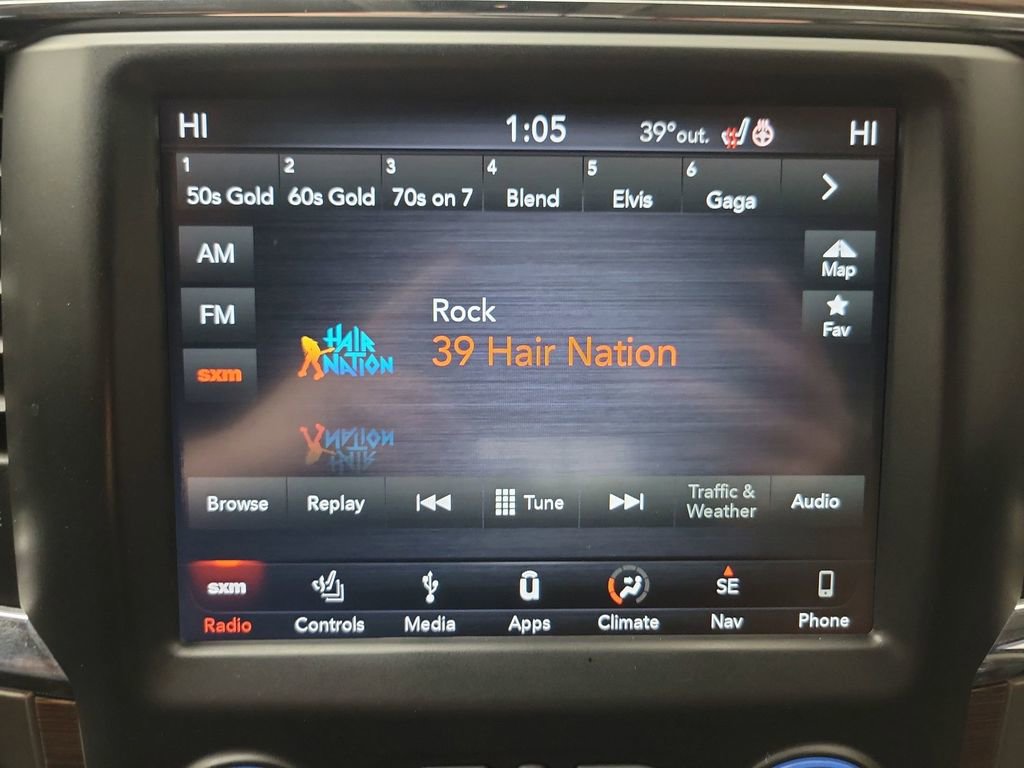 HI 1:05 39°out. HI
1 2 3 4 5 6
50s Gold 60s Gold 70s on 7 Blend Elvis Gaga
AM
Map
FM
Fav
sxm
HAIR
NATION
Rock
39 Hair Nation
Browse Replay Tune Traffic & Weather Audio
sxm SE
Radio Controls Media Apps Climate Nav Phone